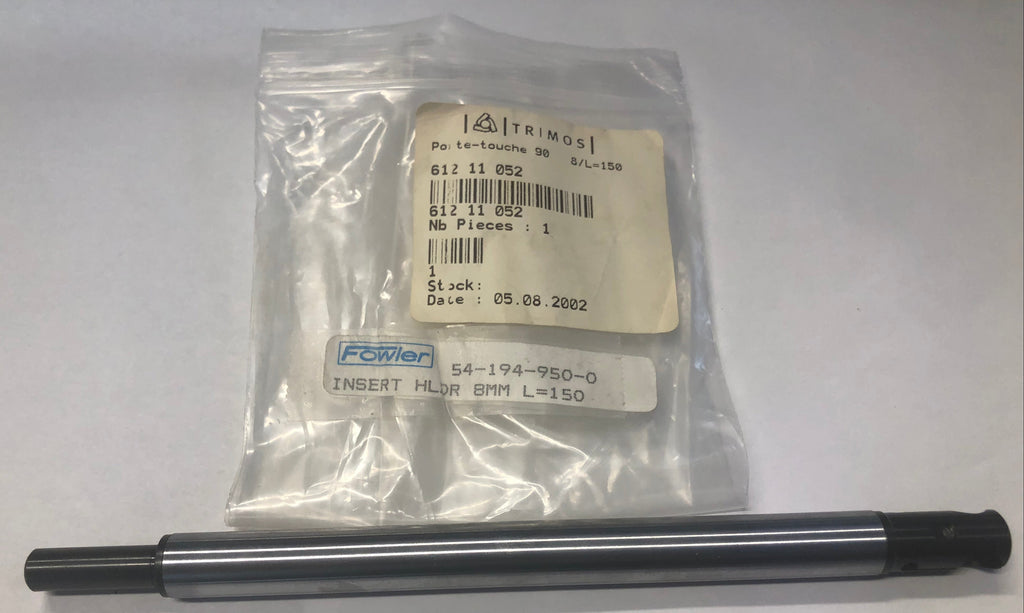 TRIMOS
Porte-touche 90 8/L=150
612 11 052
612 11 052
Nb Pieces : 1
1
Stock:
Date : 05.08.2002
Fowler 54-194-950-0
INSERT HLDR 8MM L=150